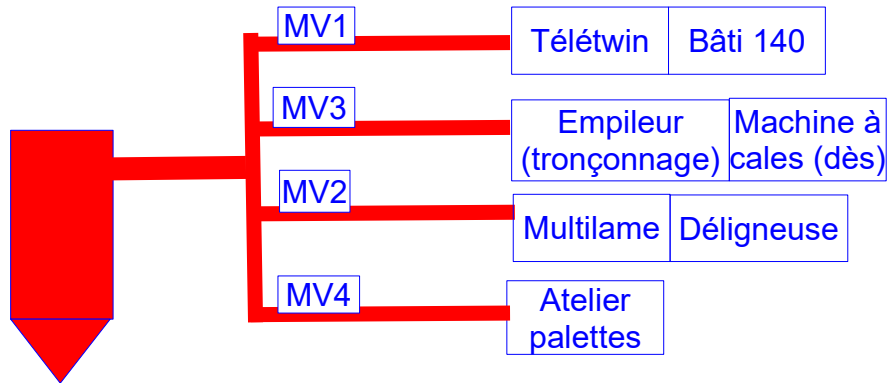 MV1
Télétwin
Bâti 140
MV3
Empileur
(tronçonnage)
Machine à
cales (dès)
MV2
Multilame
Déligneuse
MV4
Atelier
palettes